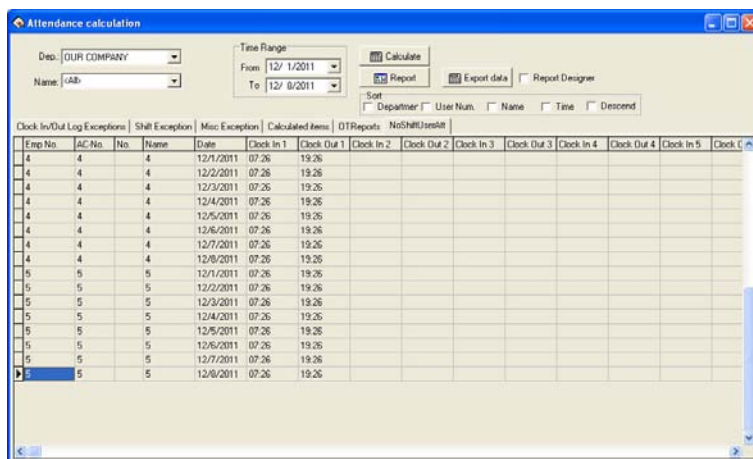 Attendance calculation
Dep. OUR COMPANY
Name: <All>
Time Range
From 12/ 1/2011
To 12/ 8/2011
Calculate
Report
Export data
Report Designer
Sort
Departmer User Num. Name Time Descend
Clock In/Out Log Exceptions Shift Exception Misc Exception Calculated items OTReports NoShiftUsersAtt
Emp No. AC-No. No. Name Date Clock In 1 Clock Out 1 Clock In 2 Clock Out 2 Clock In 3 Clock Out 3 Clock In 4 Clock Out 4 Clock In 5 Clock
4 4 4 12/1/2011 07:26 19:26
4 4 4 12/2/2011 07:26 19:26
4 4 4 12/3/2011 07:26 19:26
4 4 4 12/4/2011 07:26 19:26
4 4 4 12/5/2011 07:26 19:26
4 4 4 12/6/2011 07:26 19:26
4 4 4 12/7/2011 07:26 19:26
4 4 4 12/8/2011 07:26 19:26
5 5 5 12/1/2011 07:26 19:26
5 5 5 12/2/2011 07:26 19:26
5 5 5 12/3/2011 07:26 19:26
5 5 5 12/4/2011 07:26 19:26
5 5 5 12/5/2011 07:26 19:26
5 5 5 12/6/2011 07:26 19:26
5 5 5 12/7/2011 07:26 19:26
5 5 5 12/8/2011 07:26 19:26